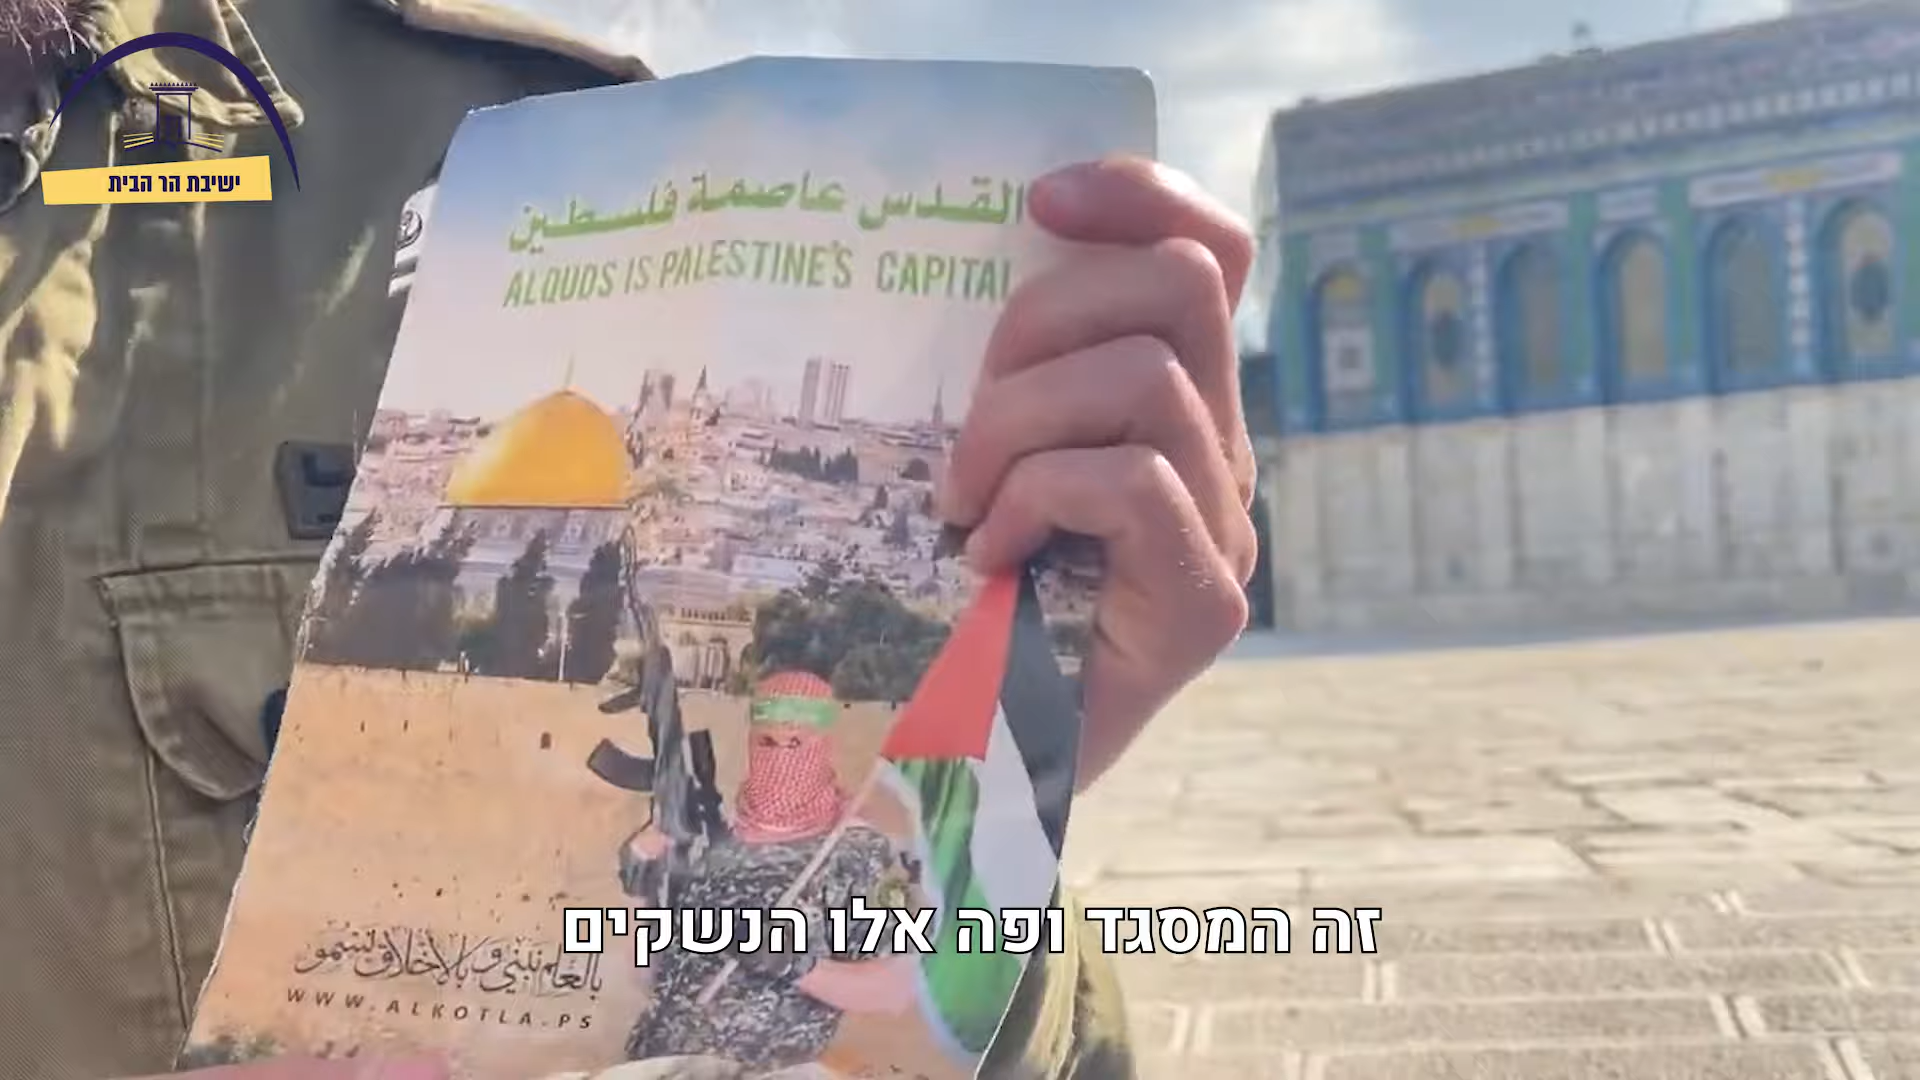 ישיבת הר הבית
القدس عاصمة فلسطين
ALQUDS IS PALESTINE'S CAPITAL
بالعلم نبني وبالأخلاق نسمو
WWW.ALKOTLA.PS
זה המסגד ופה אלו הנשקים